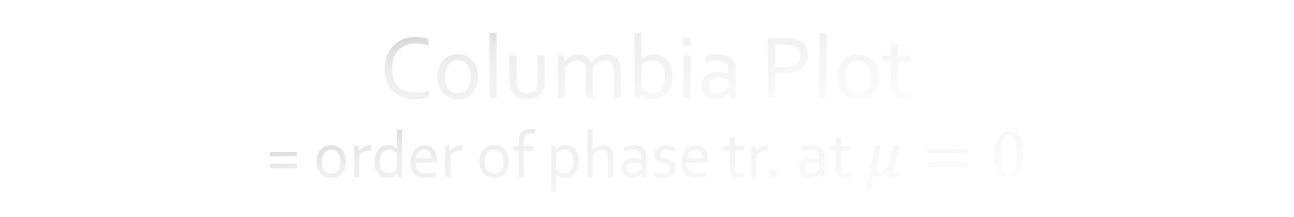 Columbia Plot
= order of phase tr. at μ = 0